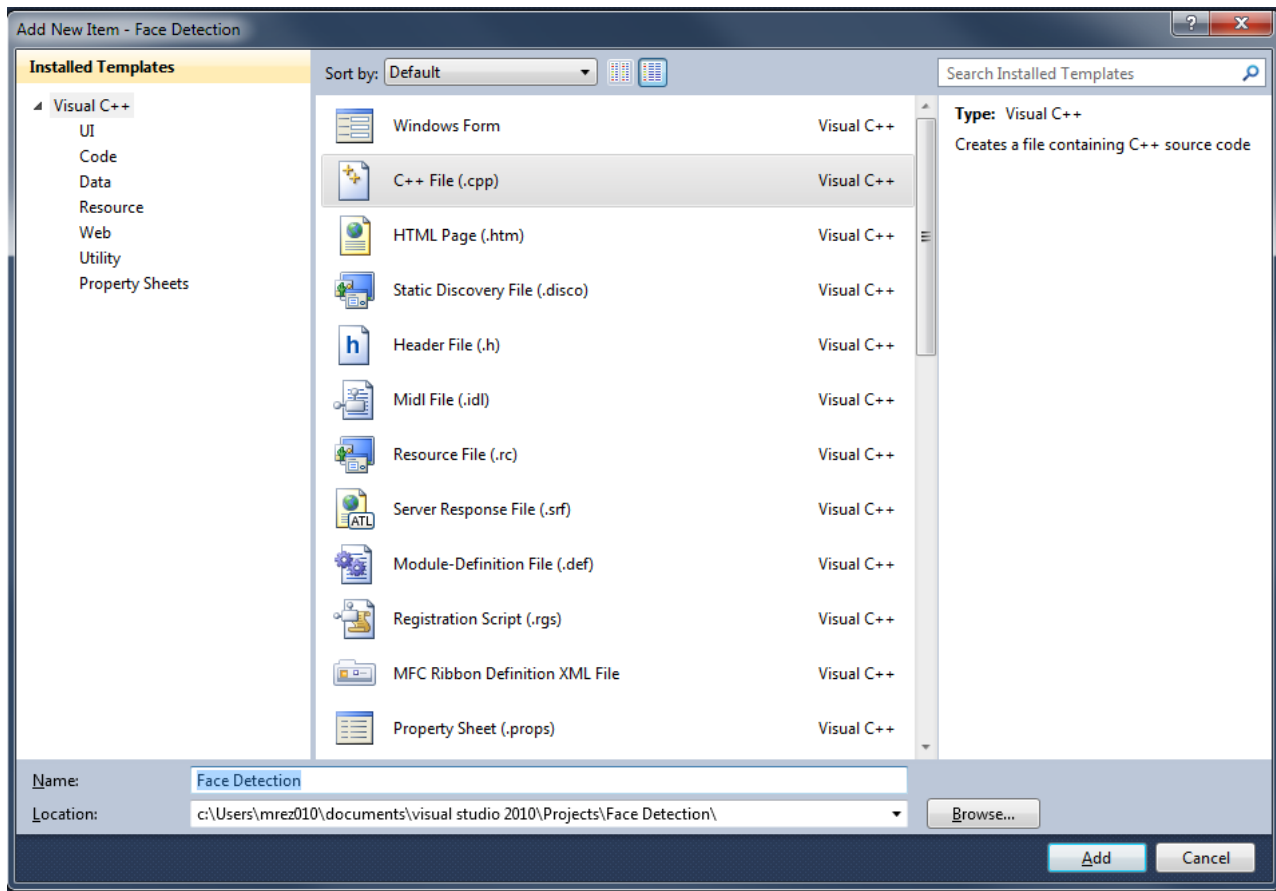 Add New Item - Face Detection
?
X
Installed Templates
Visual C++
UI
Code
Data
Resource
Web
Utility
Property Sheets
Sort by: Default
Windows Form Visual C++
C++ File (.cpp) Visual C++
HTML Page (.htm) Visual C++
Static Discovery File (.disco) Visual C++
h Header File (.h) Visual C++
Midl File (.idl) Visual C++
Resource File (.rc) Visual C++
ATL Server Response File (.srf) Visual C++
Module-Definition File (.def) Visual C++
Registration Script (.rgs) Visual C++
MFC Ribbon Definition XML File Visual C++
Property Sheet (.props) Visual C++
Search Installed Templates
Type: Visual C++
Creates a file containing C++ source code
Name: Face Detection
Location: c:\Users\mrez010\documents\visual studio 2010\Projects\Face Detection\
Browse...
Add
Cancel